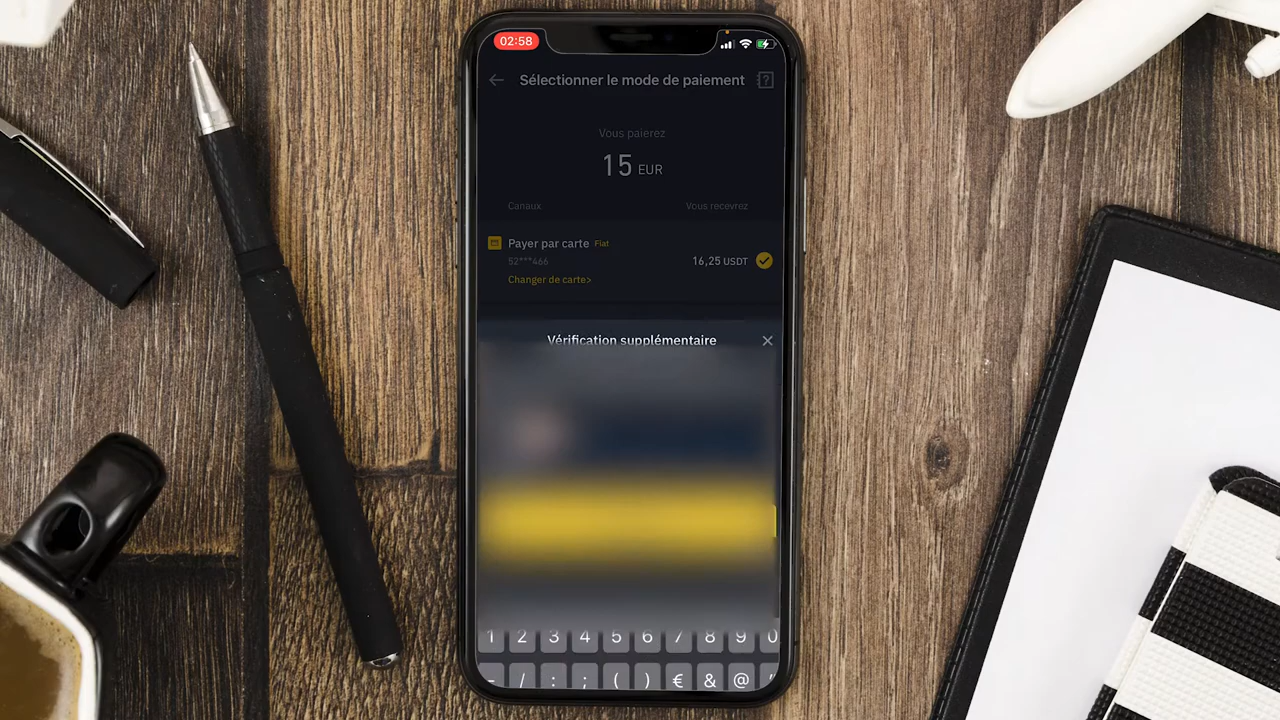 02:58
Sélectionner le mode de paiement
Vous paierez
15 EUR
Canaux
Vous recevrez
Payer par carte Fiat
52***466
16,25 USDT
Changer de carte>
Vérification supplémentaire
1 2 3 4 5 6 7 8 9 0
- / : ; ( ) € & @